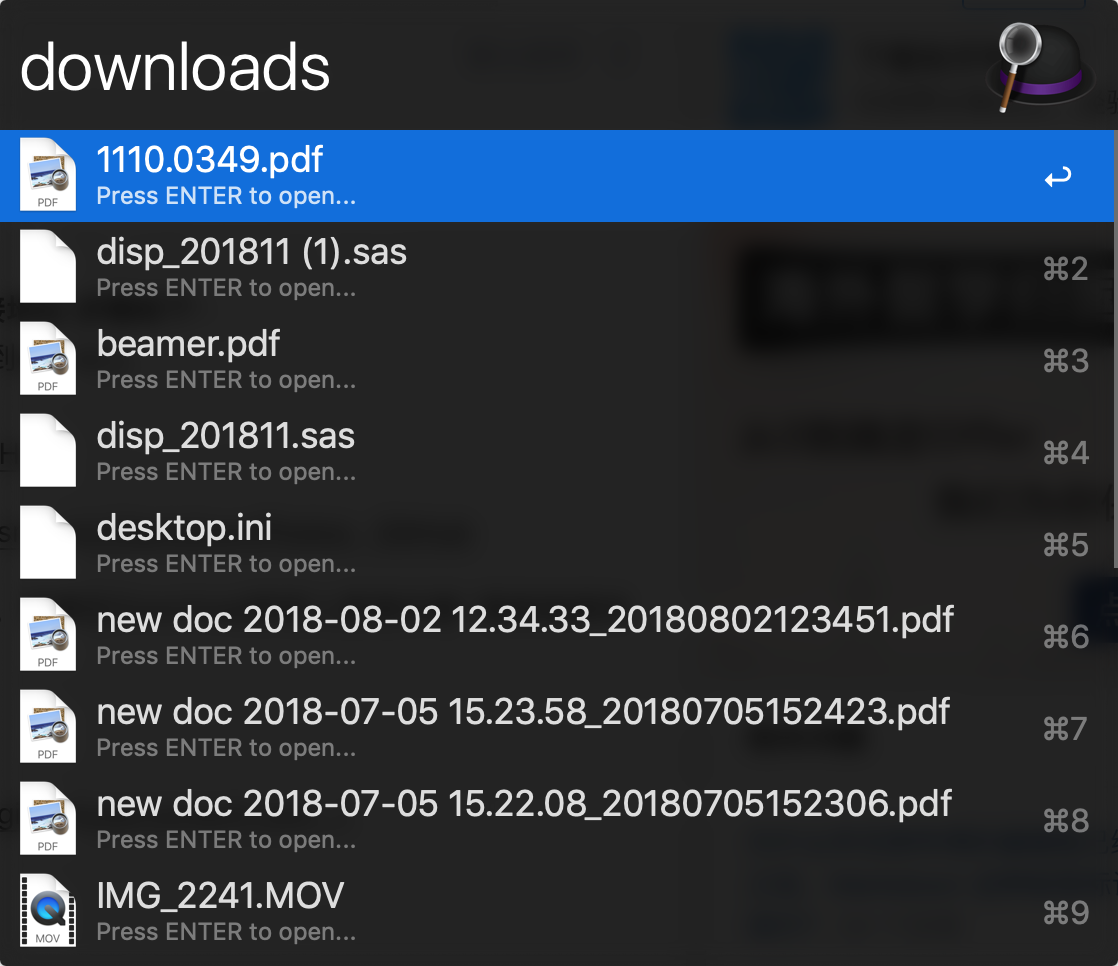 downloads
1110.0349.pdf
Press ENTER to open...
disp_201811 (1).sas
Press ENTER to open...
⌘2
beamer.pdf
Press ENTER to open...
⌘3
disp_201811.sas
Press ENTER to open...
⌘4
desktop.ini
Press ENTER to open...
⌘5
new doc 2018-08-02 12.34.33_20180802123451.pdf
Press ENTER to open...
⌘6
new doc 2018-07-05 15.23.58_20180705152423.pdf
Press ENTER to open...
⌘7
new doc 2018-07-05 15.22.08_20180705152306.pdf
Press ENTER to open...
⌘8
IMG_2241.MOV
Press ENTER to open...
⌘9
PDF
PDF
PDF
PDF
PDF
MOV